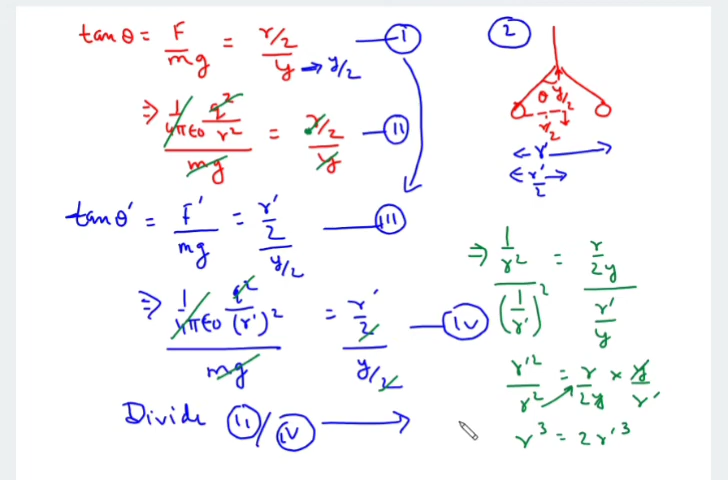 tanθ = F/mg = r/2 / y → y/2 — I
⇒ 1/4πε0 q²/r² / mg = r/2 / y — II
tanθ' = F'/mg = r'/2 / y/2 — III
⇒ 1/4πε0 q²/(r')² / mg = r'/2 / y/2 — IV
Divide II / IV →
2
θ y/2
r'/2
r'
r'/2
⇒ 1/r² / (1/r')² = r/2y / r'/y
r'²/r² = r/2y × y/r'
r³ = 2r'³